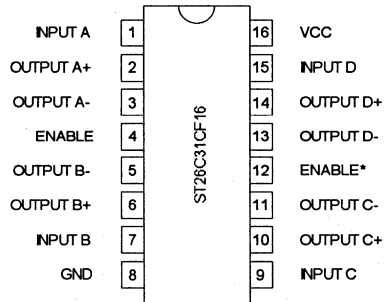 INPUT A 1 16 VCC
OUTPUT A+ 2 15 INPUT D
OUTPUT A- 3 14 OUTPUT D+
ENABLE 4 13 OUTPUT D-
OUTPUT B- 5 12 ENABLE*
OUTPUT B+ 6 11 OUTPUT C-
INPUT B 7 10 OUTPUT C+
GND 8 9 INPUT C
ST26C31CF16